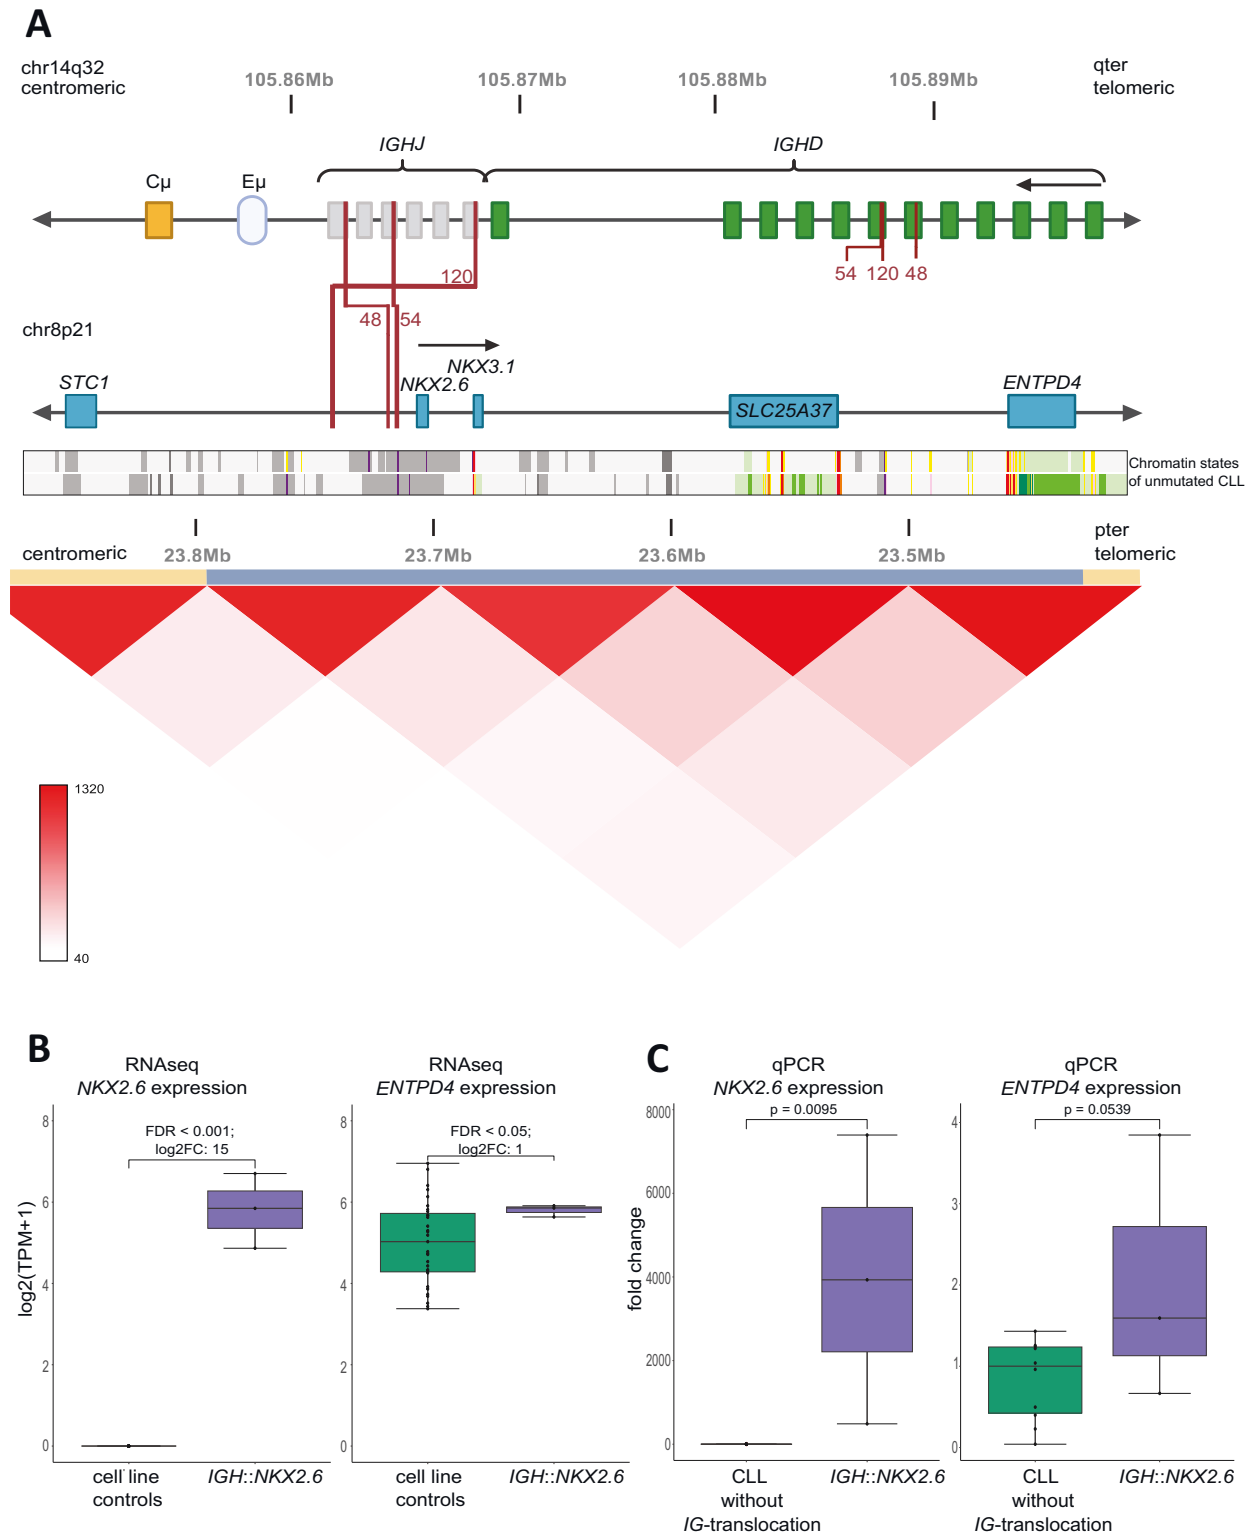 A
chr14q32
centromeric
105.86Mb
105.87Mb
105.88Mb
105.89Mb
qter
telomeric
IGHJ
IGHD
Cμ
Eμ
120
54 120 48
48
54
chr8p21
NKX3.1
STC1
NKX2.6
ENTPD4
SLC25A37
Chromatin states
of unmutated CLL
centromeric
23.8Mb
23.7Mb
23.6Mb
23.5Mb
pter
telomeric
1320
40
B
RNAseq
NKX2.6 expression
FDR < 0.001;
log2FC: 15
log2(TPM+1)
8
6
4
2
0
cell line
controls
IGH::NKX2.6
RNAseq
ENTPD4 expression
FDR < 0.05;
log2FC: 1
8
6
4
2
0
cell line
controls
IGH::NKX2.6
C
qPCR
NKX2.6 expression
p = 0.0095
fold change
8000
6000
4000
2000
0
CLL
without
IG-translocation
IGH::NKX2.6
qPCR
ENTPD4 expression
p = 0.0539
4
3
2
1
0
CLL
without
IG-translocation
IGH::NKX2.6